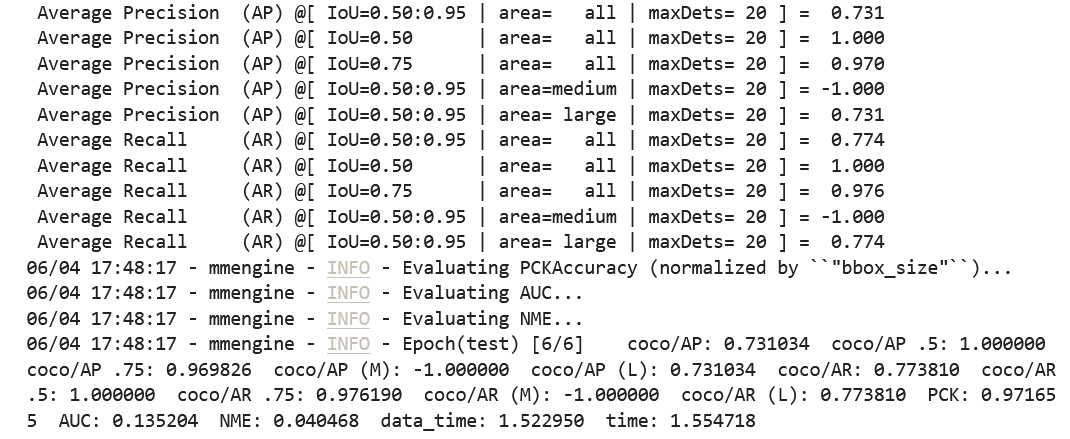 Average Precision  (AP) @[ IoU=0.50:0.95 | area=   all | maxDets= 20 ] =  0.731
Average Precision  (AP) @[ IoU=0.50      | area=   all | maxDets= 20 ] =  1.000
Average Precision  (AP) @[ IoU=0.75      | area=   all | maxDets= 20 ] =  0.970
Average Precision  (AP) @[ IoU=0.50:0.95 | area=medium | maxDets= 20 ] = -1.000
Average Precision  (AP) @[ IoU=0.50:0.95 | area= large | maxDets= 20 ] =  0.731
Average Recall     (AR) @[ IoU=0.50:0.95 | area=   all | maxDets= 20 ] =  0.774
Average Recall     (AR) @[ IoU=0.50      | area=   all | maxDets= 20 ] =  1.000
Average Recall     (AR) @[ IoU=0.75      | area=   all | maxDets= 20 ] =  0.976
Average Recall     (AR) @[ IoU=0.50:0.95 | area=medium | maxDets= 20 ] = -1.000
Average Recall     (AR) @[ IoU=0.50:0.95 | area= large | maxDets= 20 ] =  0.774
06/04 17:48:17 - mmengine - INFO - Evaluating PCKAccuracy (normalized by ``"bbox_size"``)...
06/04 17:48:17 - mmengine - INFO - Evaluating AUC...
06/04 17:48:17 - mmengine - INFO - Evaluating NME...
06/04 17:48:17 - mmengine - INFO - Epoch(test) [6/6]    coco/AP: 0.731034  coco/AP .5: 1.000000
coco/AP .75: 0.969826  coco/AP (M): -1.000000  coco/AP (L): 0.731034  coco/AR: 0.773810  coco/AR
.5: 1.000000  coco/AR .75: 0.976190  coco/AR (M): -1.000000  coco/AR (L): 0.773810  PCK: 0.97165
5  AUC: 0.135204  NME: 0.040468  data_time: 1.522950  time: 1.554718